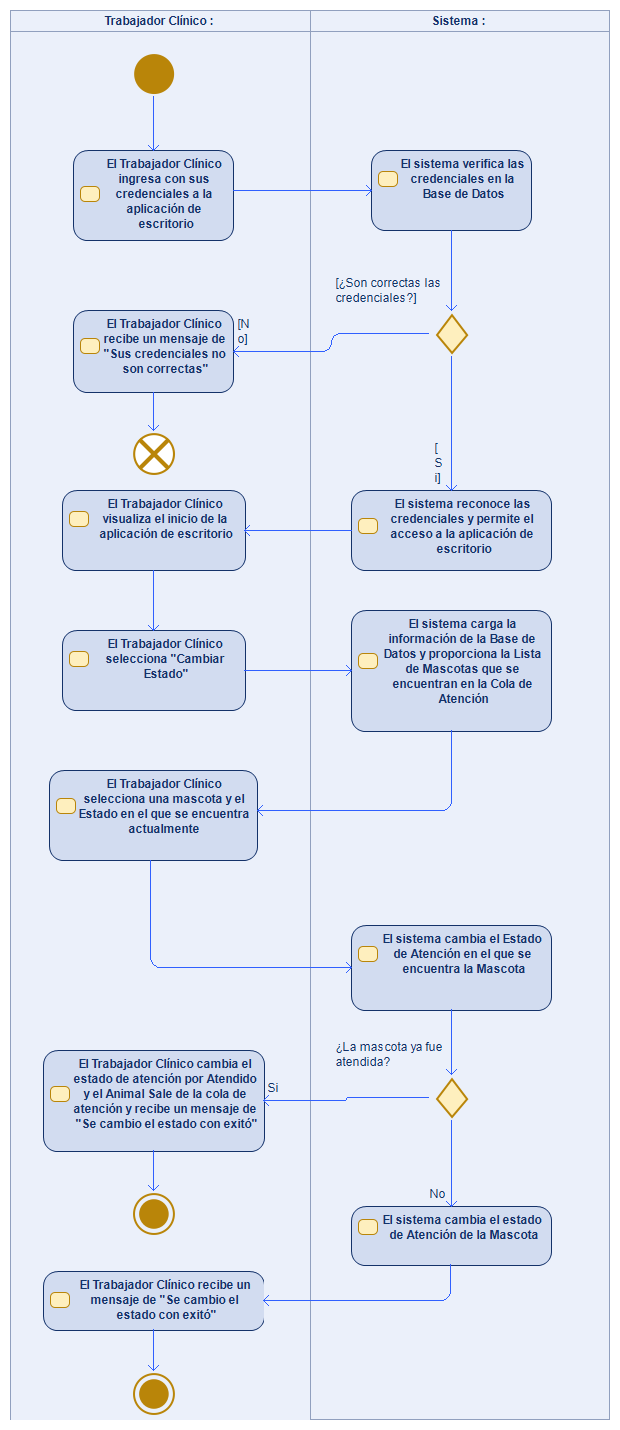 Trabajador Clínico :
Sistema :
El Trabajador Clínico
ingresa con sus
credenciales a la
aplicación de
escritorio
El sistema verifica las
credenciales en la
Base de Datos
[¿Son correctas las
credenciales?]
El Trabajador Clínico
recibe un mensaje de
"Sus credenciales no
son correctas"
[N
o]
[
S
i]
El Trabajador Clínico
visualiza el inicio de la
aplicación de escritorio
El sistema reconoce las
credenciales y permite el
acceso a la aplicación de
escritorio
El Trabajador Clínico
selecciona "Cambiar
Estado"
El sistema carga la
información de la Base de
Datos y proporciona la Lista
de Mascotas que se
encuentran en la Cola de
Atención
El Trabajador Clínico
selecciona una mascota y el
Estado en el que se encuentra
actualmente
El sistema cambia el Estado
de Atención en el que se
encuentra la Mascota
¿La mascota ya fue
atendida?
El Trabajador Clínico cambia el
estado de atención por Atendido
y el Animal Sale de la cola de
atención y recibe un mensaje de
"Se cambio el estado con exitó"
Si
No
El sistema cambia el estado
de Atención de la Mascota
El Trabajador Clínico recibe un
mensaje de "Se cambio el
estado con exitó"